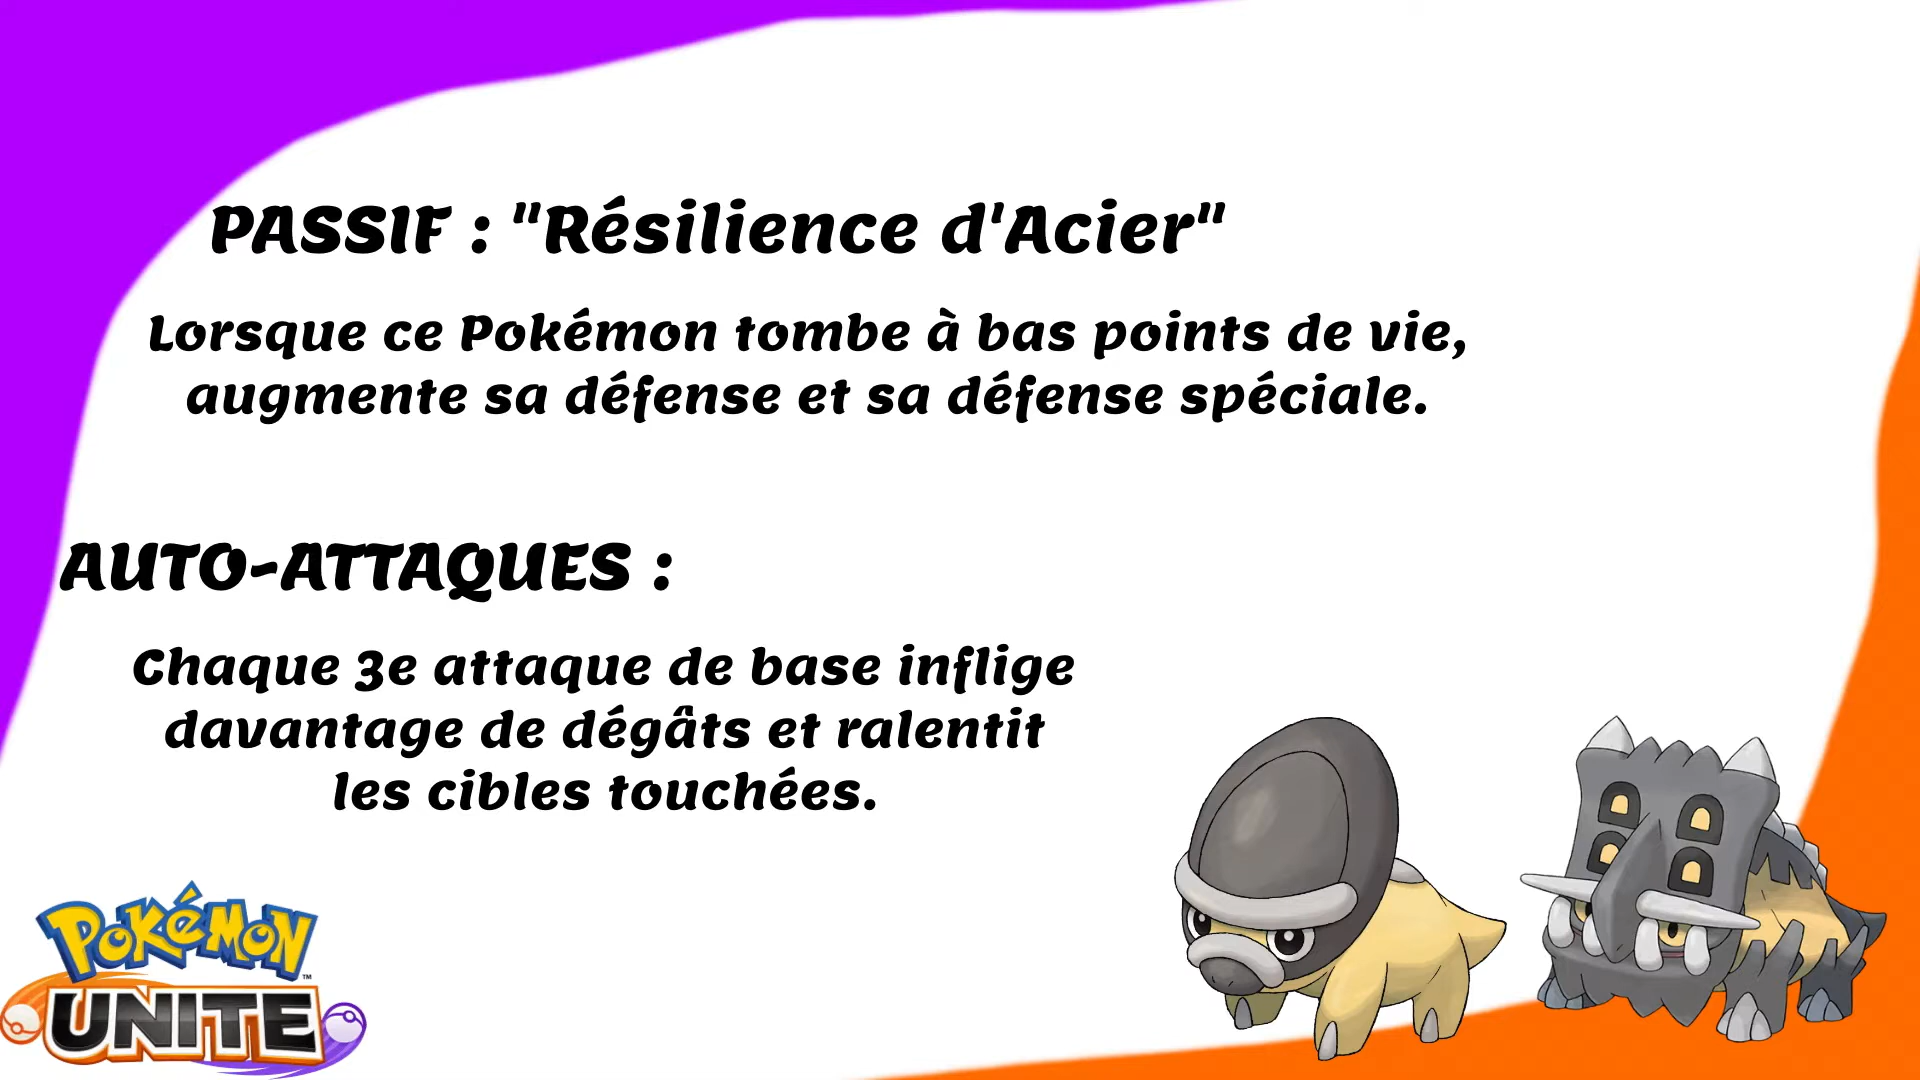 PASSIF : "Résilience d'Acier"
Lorsque ce Pokémon tombe à bas points de vie,
augmente sa défense et sa défense spéciale.
AUTO-ATTAQUES :
Chaque 3e attaque de base inflige
davantage de dégâts et ralentit
les cibles touchées.
POKéMON™
UNITE